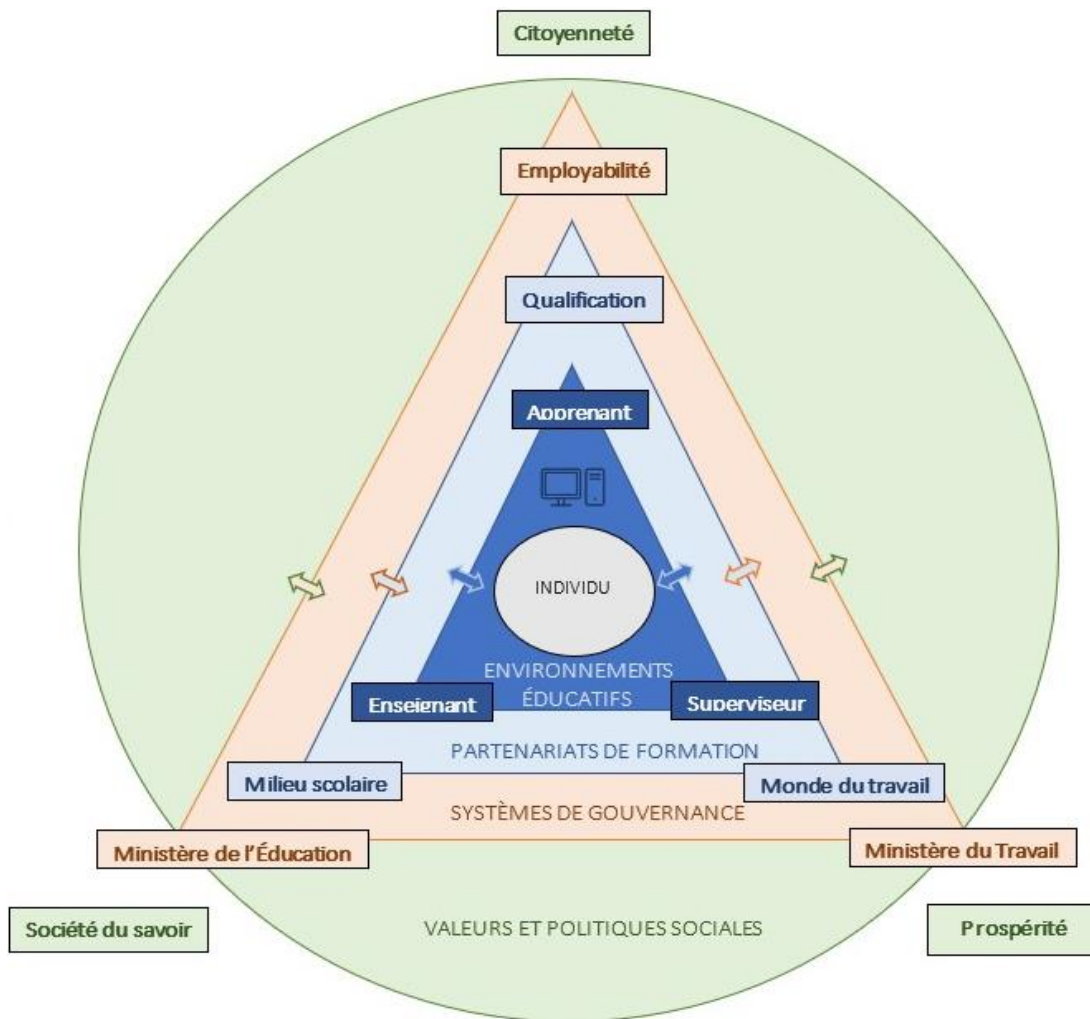 Citoyenneté
Employabilité
Qualification
Apprenant
INDIVIDU
ENVIRONNEMENTS
ÉDUCATIFS
Enseignant
Superviseur
PARTENARIATS DE FORMATION
Milieu scolaire
Monde du travail
SYSTÈMES DE GOUVERNANCE
Ministère de l'Éducation
Ministère du Travail
Société du savoir
VALEURS ET POLITIQUES SOCIALES
Prospérité